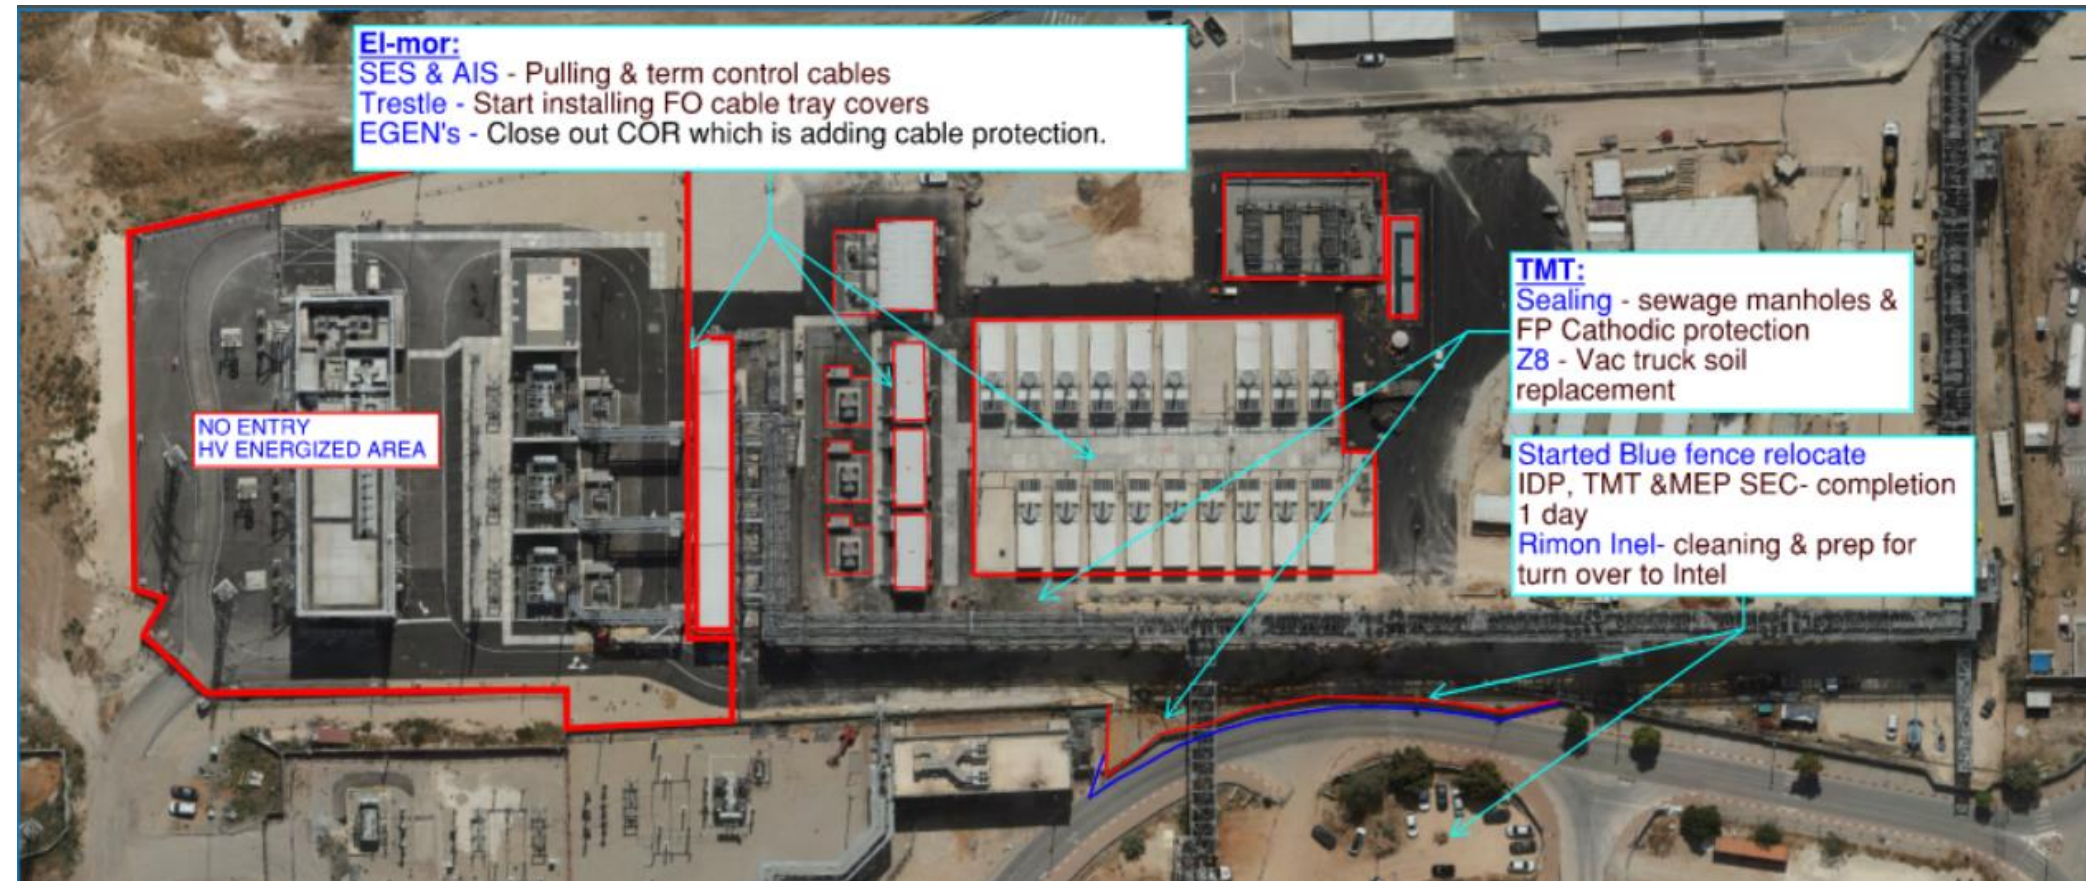 El-mor:
SES & AIS - Pulling & term control cables
Trestle - Start installing FO cable tray covers
EGEN's - Close out COR which is adding cable protection.
TMT:
Sealing - sewage manholes &
FP Cathodic protection
Z8 - Vac truck soil
replacement
NO ENTRY
HV ENERGIZED AREA
Started Blue fence relocate
IDP, TMT &MEP SEC- completion
1 day
Rimon Inel- cleaning & prep for
turn over to Intel